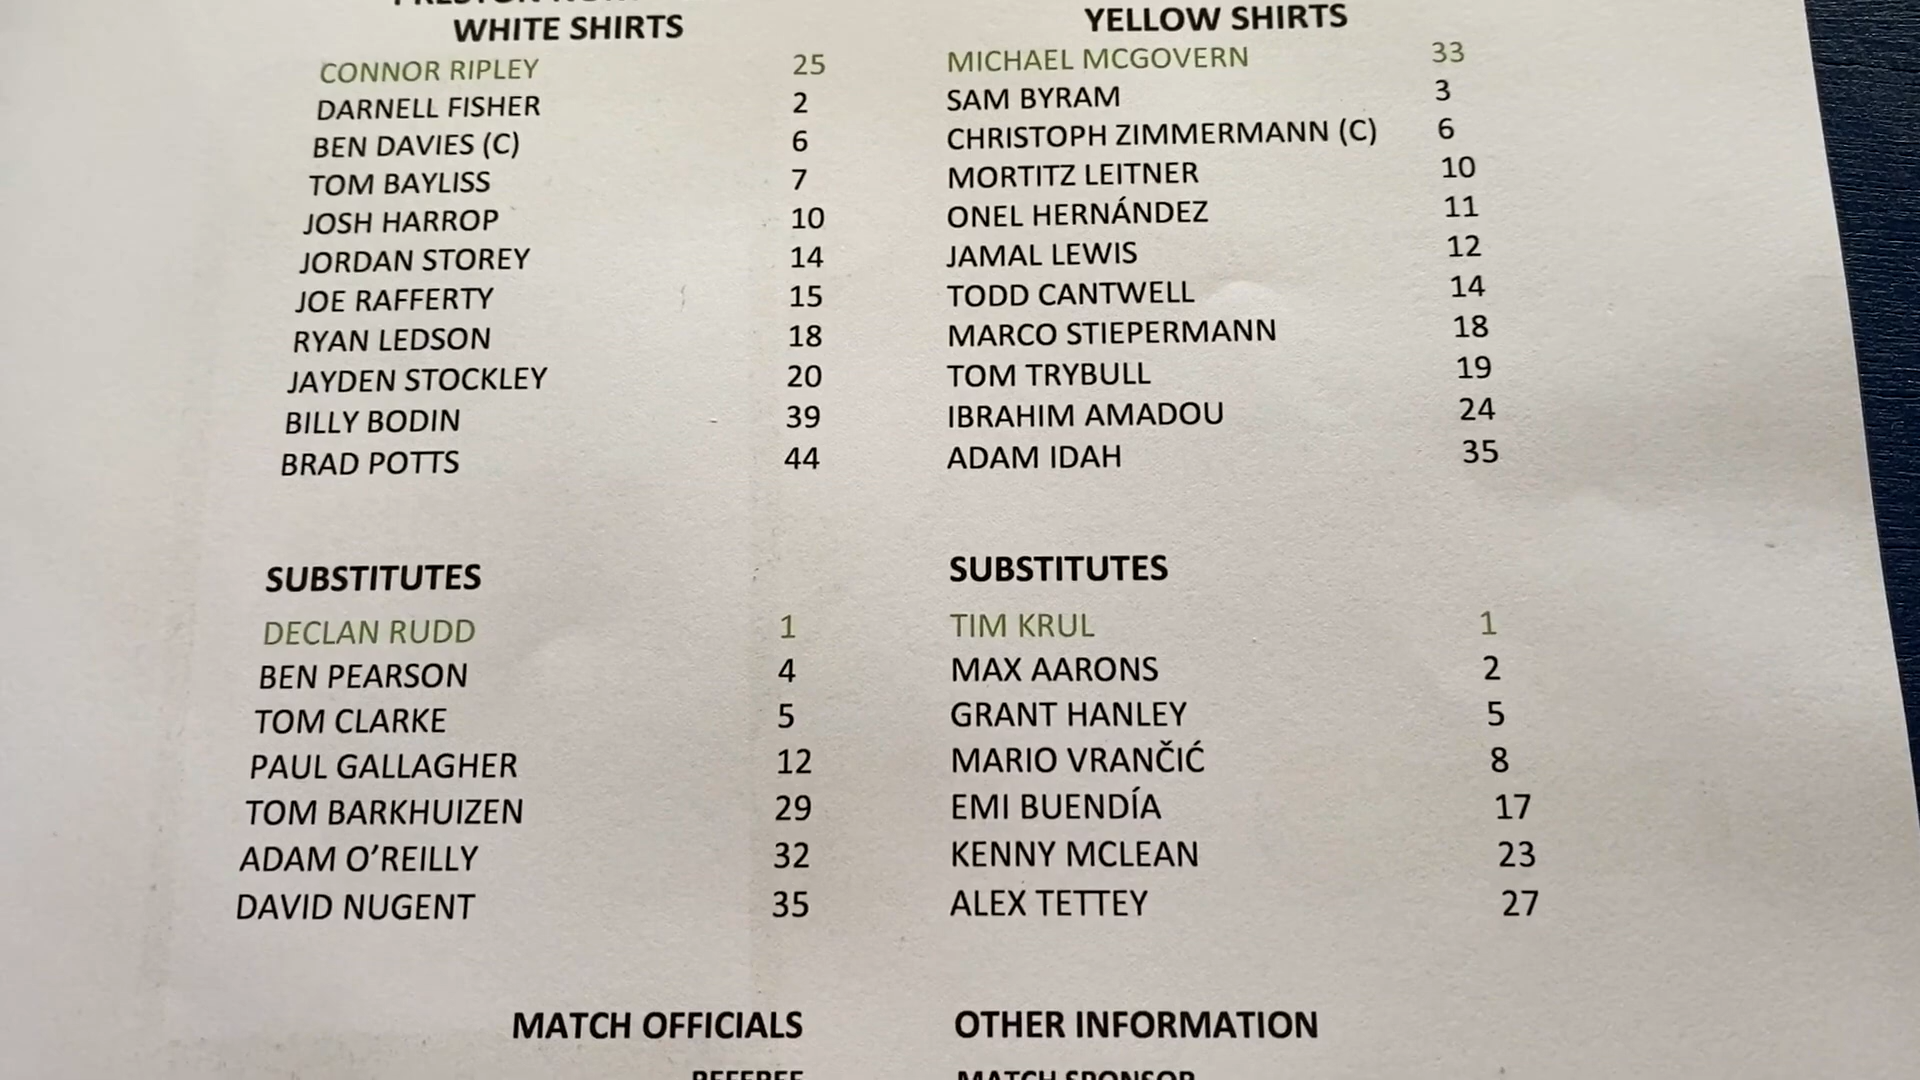 PRESTON
WHITE SHIRTS
CONNOR RIPLEY 25
DARNELL FISHER 2
BEN DAVIES (C) 6
TOM BAYLISS 7
JOSH HARROP 10
JORDAN STOREY 14
JOE RAFFERTY 15
RYAN LEDSON 18
JAYDEN STOCKLEY 20
BILLY BODIN 39
BRAD POTTS 44
SUBSTITUTES
DECLAN RUDD 1
BEN PEARSON 4
TOM CLARKE 5
PAUL GALLAGHER 12
TOM BARKHUIZEN 29
ADAM O’REILLY 32
DAVID NUGENT 35
YELLOW SHIRTS
MICHAEL MCGOVERN 33
SAM BYRAM 3
CHRISTOPH ZIMMERMANN (C) 6
MORTITZ LEITNER 10
ONEL HERNÁNDEZ 11
JAMAL LEWIS 12
TODD CANTWELL 14
MARCO STIEPERMANN 18
TOM TRYBULL 19
IBRAHIM AMADOU 24
ADAM IDAH 35
SUBSTITUTES
TIM KRUL 1
MAX AARONS 2
GRANT HANLEY 5
MARIO VRANČIĆ 8
EMI BUENDÍA 17
KENNY MCLEAN 23
ALEX TETTEY 27
MATCH OFFICIALS
REFEREE
OTHER INFORMATION
MATCH SPONSOR